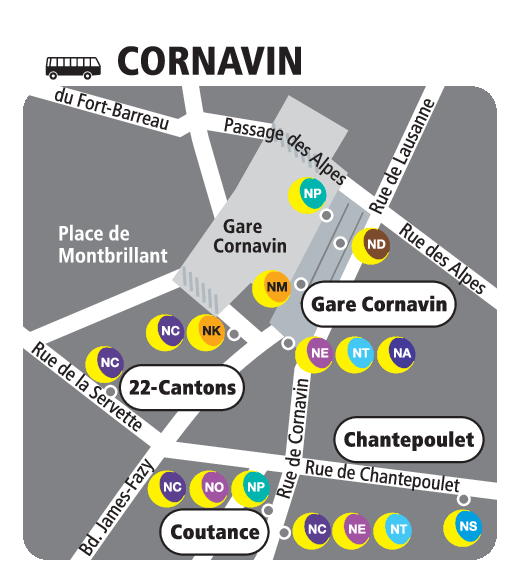 CORNAVIN
du Fort-Barreau
Passage des Alpes
Rue de Lausanne
NP
Place de
Montbrillant
Gare
Cornavin
ND
Rue des Alpes
NM
Gare Cornavin
NC NK
NE NT NA
NC
Rue de la Servette
22-Cantons
Rue de Cornavin
Chantepoulet
Bd. James-Fazy
Rue de Chantepoulet
NC NO NP
Coutance
NC NE NT
NS